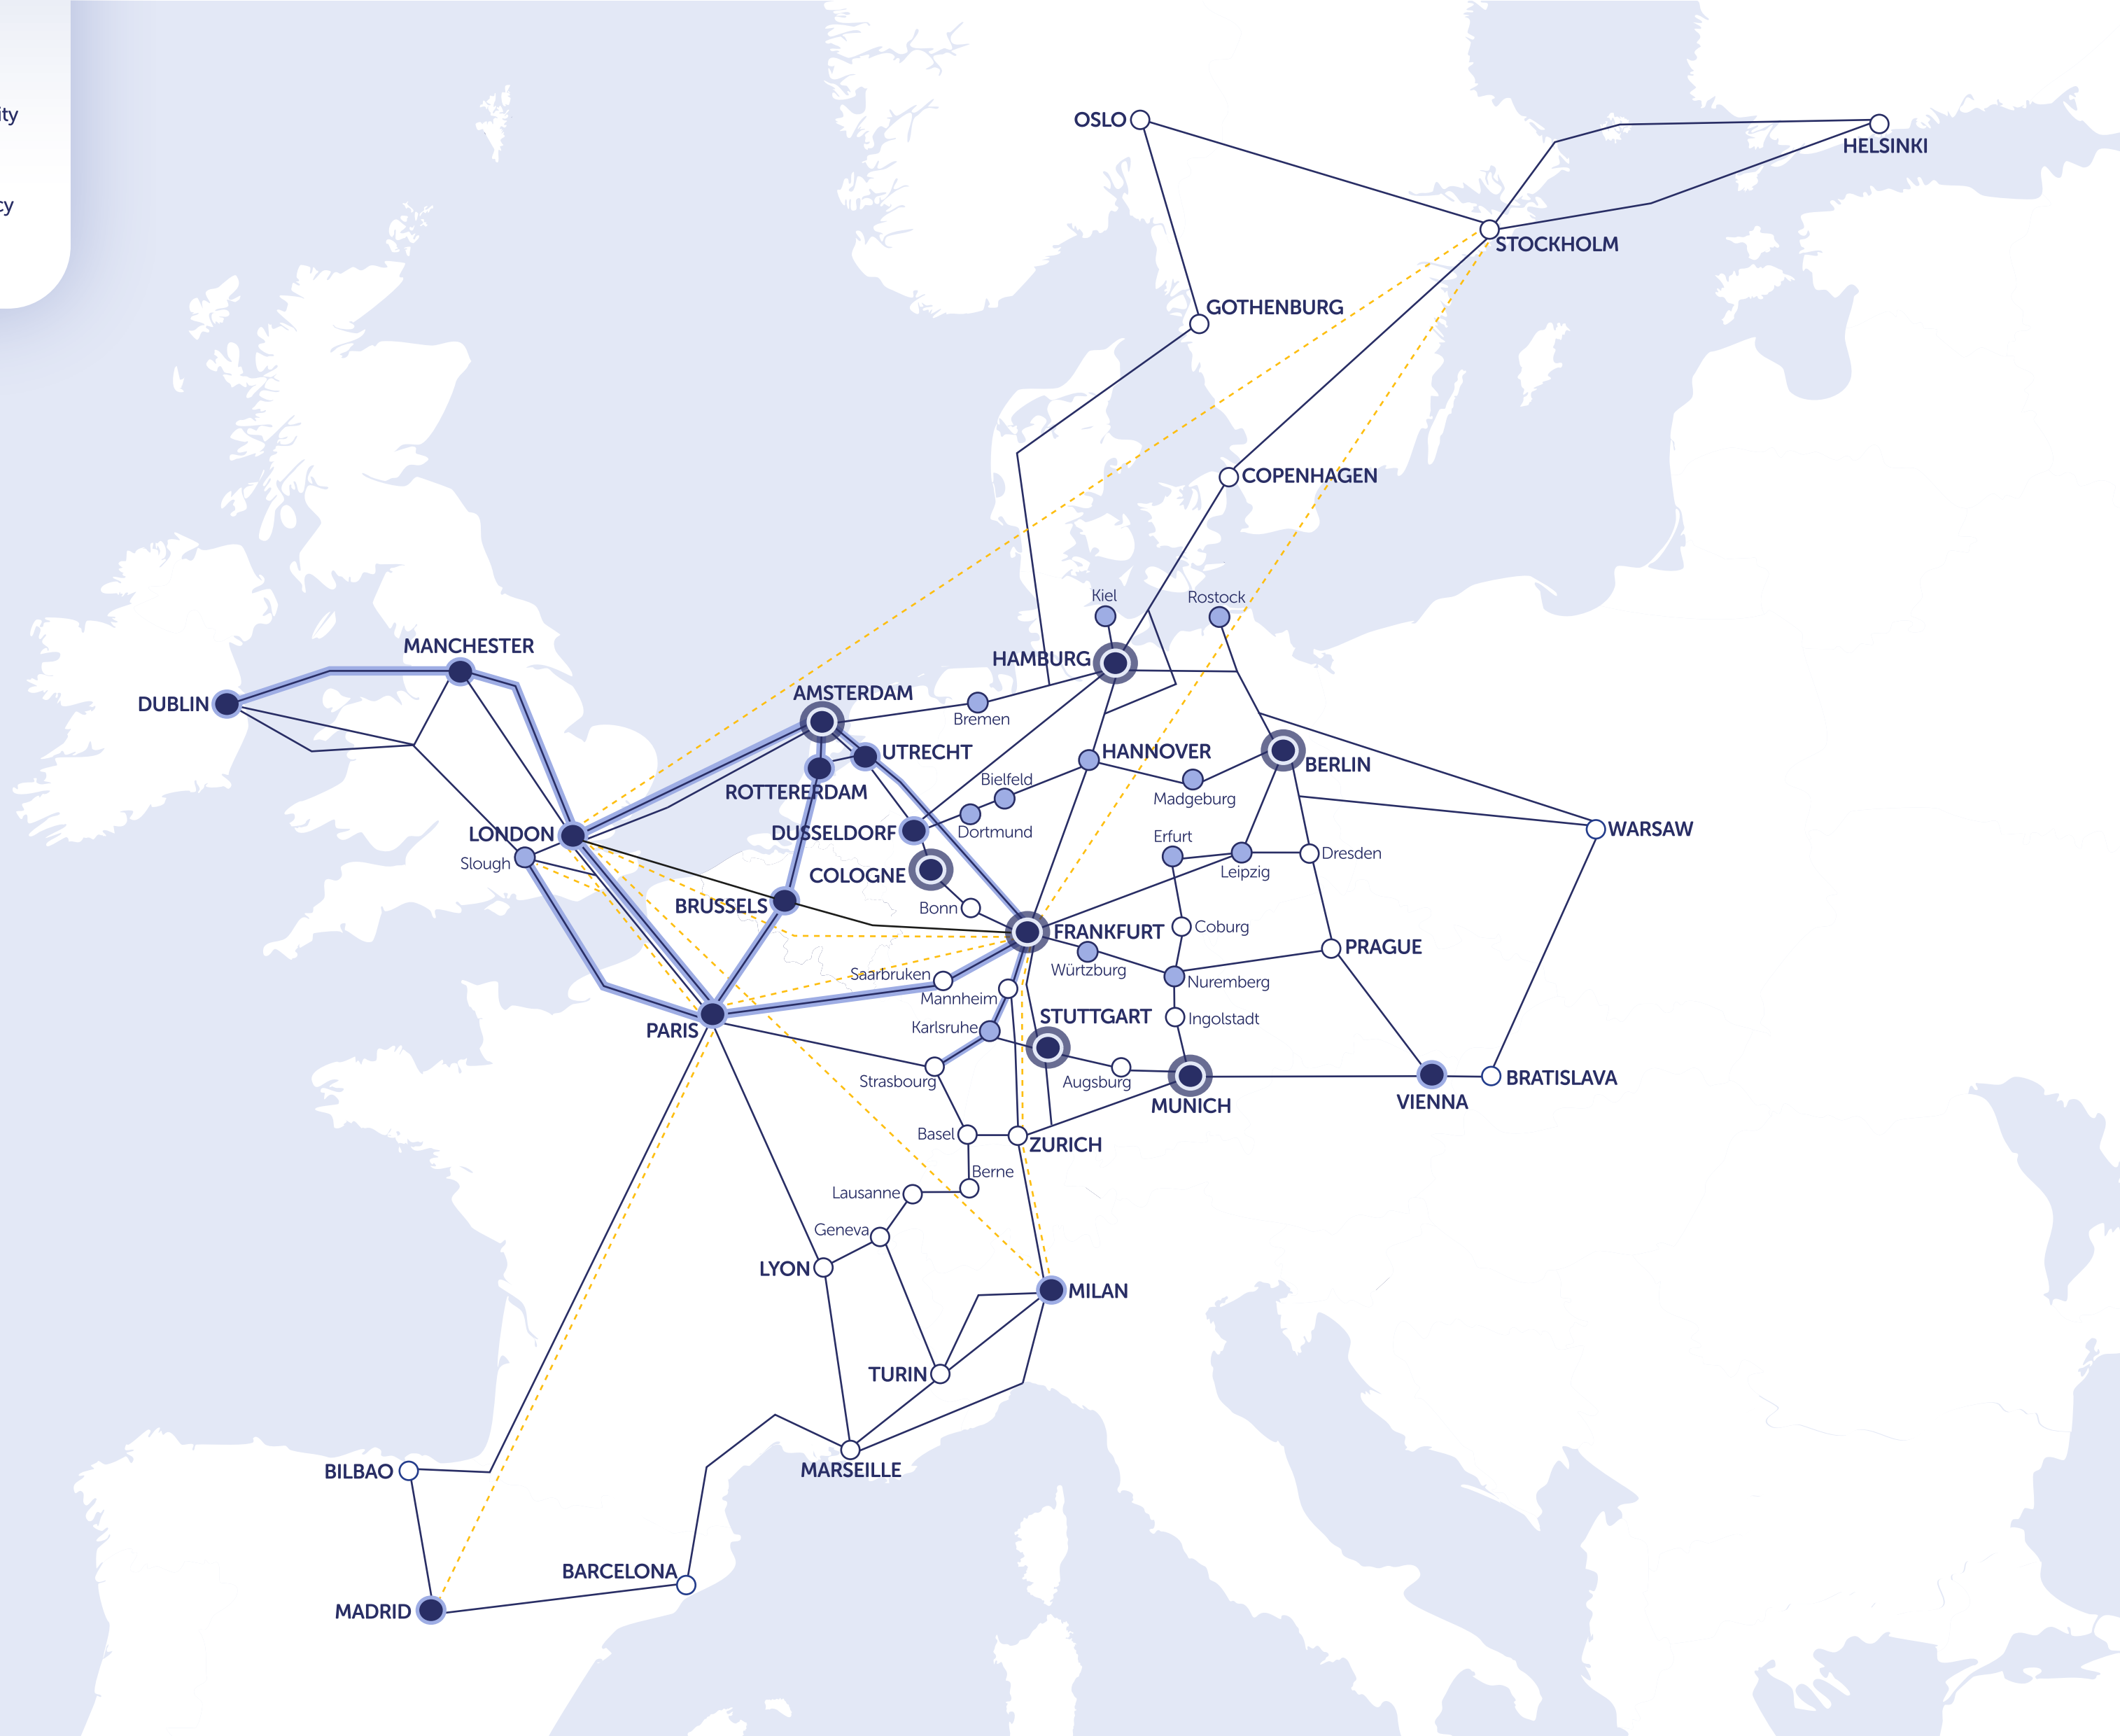 ity
cy
OSLO
HELSINKI
STOCKHOLM
GOTHENBURG
COPENHAGEN
Kiel
Rostock
MANCHESTER
HAMBURG
DUBLIN
AMSTERDAM
Bremen
UTRECHT
HANNOVER
BERLIN
Bielfeld
ROTTERERDAM
Madgeburg
LONDON
DUSSELDORF
Dortmund
WARSAW
Erfurt
Slough
Dresden
Leipzig
COLOGNE
BRUSSELS
Bonn
FRANKFURT
Coburg
PRAGUE
Würtzburg
Saarbruken
Nuremberg
Mannheim
STUTTGART
Ingolstadt
PARIS
Karlsruhe
Strasbourg
Augsburg
BRATISLAVA
MUNICH
VIENNA
Basel
ZURICH
Berne
Lausanne
Geneva
LYON
MILAN
TURIN
BILBAO
MARSEILLE
BARCELONA
MADRID